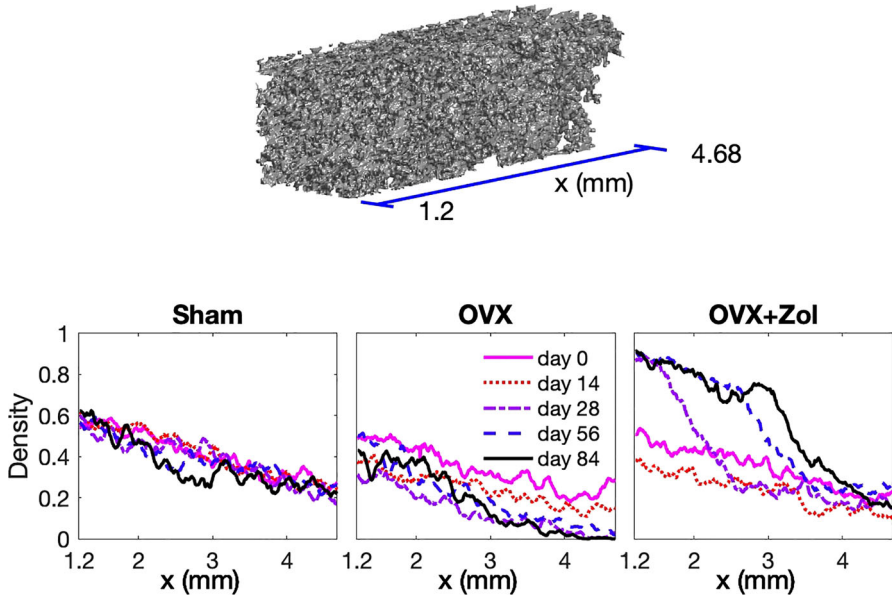 4.68
x (mm)
1.2
Sham
OVX
OVX+Zol
Density
1
0.8
0.6
0.4
0.2
0
day 0
day 14
day 28
day 56
day 84
1.2 2 3 4
1.2 2 3 4
1.2 2 3 4
x (mm)
x (mm)
x (mm)